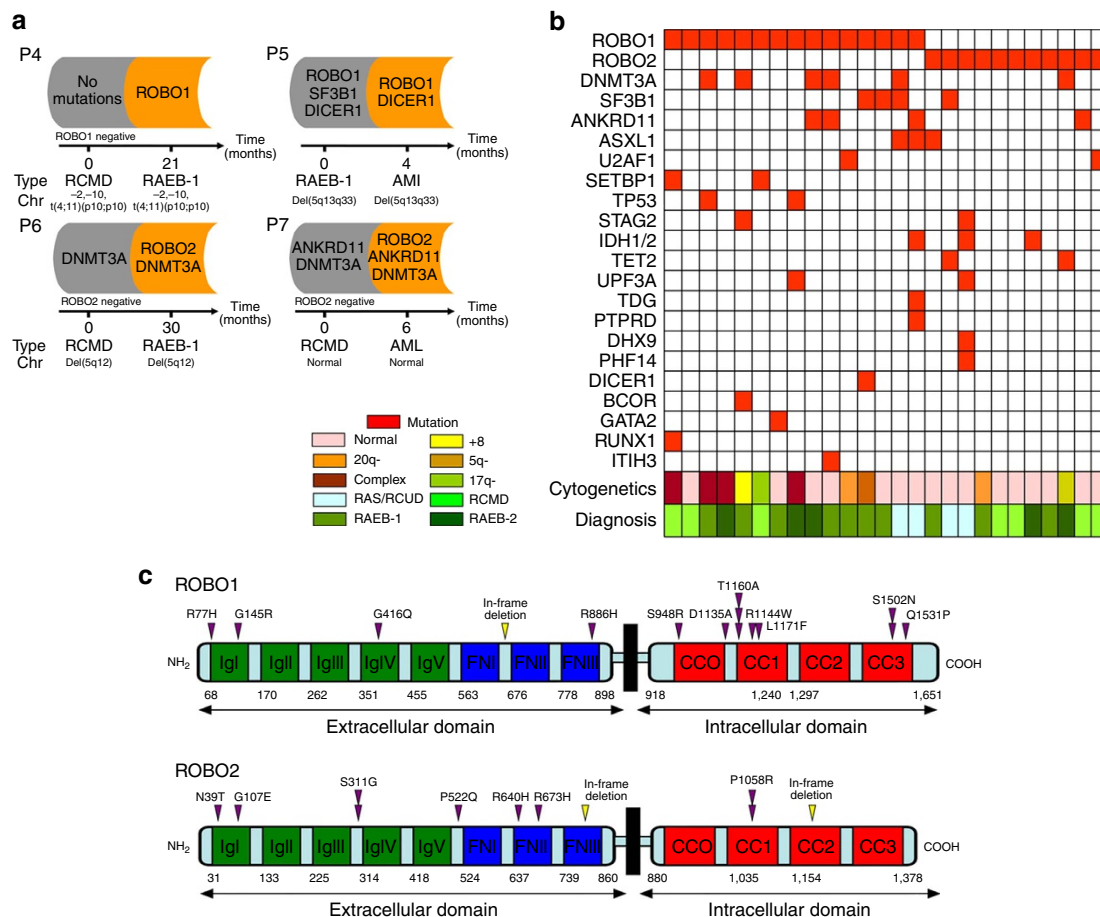 a
P4
No
mutations
ROBO1
ROBO1 negative
Time
(months)
0
21
Type
RCMD
RAEB-1
Chr
–2,–10,
t(4;11)(p10;p10)
–2,–10,
t(4;11)(p10;p10)
P5
ROBO1
SF3B1
DICER1
ROBO1
DICER1
Time
(months)
0
4
RAEB-1
AMI
Del(5q13q33)
Del(5q13q33)
P6
DNMT3A
ROBO2
DNMT3A
ROBO2 negative
Time
(months)
0
30
Type
RCMD
RAEB-1
Chr
Del(5q12)
Del(5q12)
P7
ANKRD11
DNMT3A
ROBO2
ANKRD11
DNMT3A
ROBO2 negative
Time
(months)
0
6
RCMD
AML
Normal
Normal
Mutation
Normal
+8
20q-
5q-
Complex
17q-
RAS/RCUD
RCMD
RAEB-1
RAEB-2
b
ROBO1
ROBO2
DNMT3A
SF3B1
ANKRD11
ASXL1
U2AF1
SETBP1
TP53
STAG2
IDH1/2
TET2
UPF3A
TDG
PTPRD
DHX9
PHF14
DICER1
BCOR
GATA2
RUNX1
ITIH3
Cytogenetics
Diagnosis
c
ROBO1
R77H
G145R
G416Q
In-frame
deletion
R886H
S948R
D1135A
T1160A
R1144W
L1171F
S1502N
Q1531P
NH2
IgI
IgII
IgIII
IgIV
IgV
FNI
FNII
FNIII
CCO
CC1
CC2
CC3
COOH
68
170
262
351
455
563
676
778
898
918
1,240
1,297
1,651
Extracellular domain
Intracellular domain
ROBO2
N39T
G107E
S311G
P522Q
R640H
R673H
In-frame
deletion
P1058R
In-frame
deletion
NH2
IgI
IgII
IgIII
IgIV
IgV
FNI
FNII
FNIII
CCO
CC1
CC2
CC3
COOH
31
133
225
314
418
524
637
739
860
880
1,035
1,154
1,378
Extracellular domain
Intracellular domain